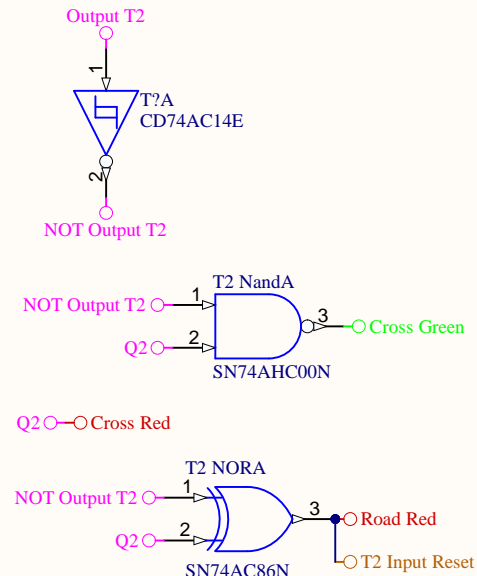 Output T2
1
T?A
CD74AC14E
2
NOT Output T2
T2 NandA
NOT Output T2 1
3 Cross Green
Q2 2
SN74AHC00N
Q2 Cross Red
T2 NORA
NOT Output T2 1
3 Road Red
Q2 2
T2 Input Reset
SN74AC86N